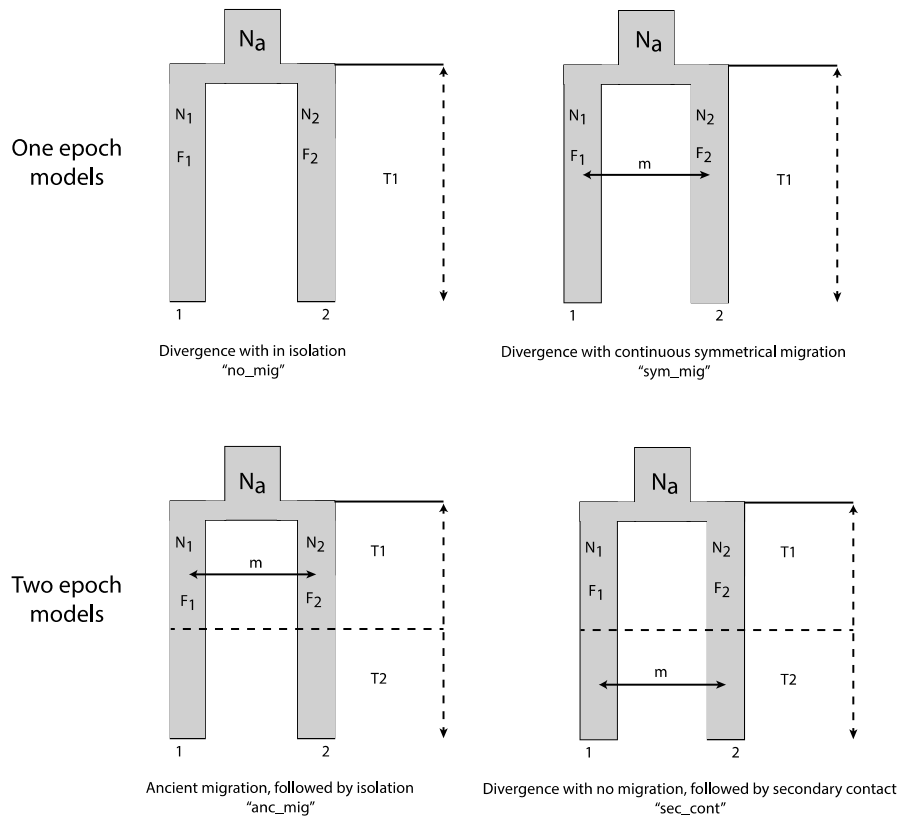 Na
Na
N1
N2
N1
N2
One epoch
models
F1
F2
F1
F2
m
T1
T1
1
2
1
2
Divergence with in isolation
“no_mig”
Divergence with continuous symmetrical migration
“sym_mig”
Na
Na
N1
N2
T1
N1
N2
T1
m
Two epoch
models
F1
F2
F1
F2
T2
m
T2
1
2
1
2
Ancient migration, followed by isolation
“anc_mig”
Divergence with no migration, followed by secondary contact
“sec_cont”